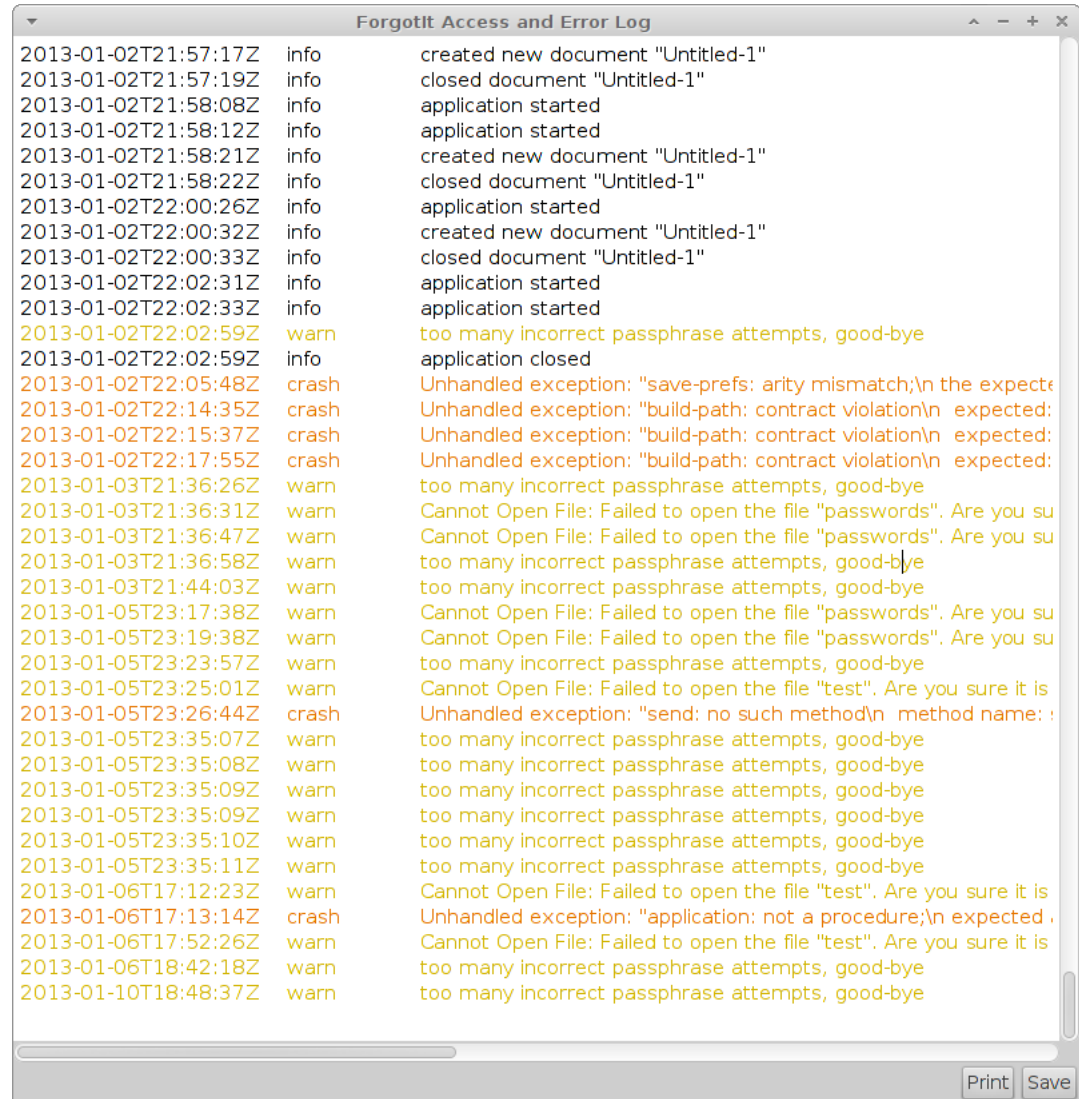 ForgotIt Access and Error Log
2013-01-02T21:57:17Z info created new document "Untitled-1"
2013-01-02T21:57:19Z info closed document "Untitled-1"
2013-01-02T21:58:08Z info application started
2013-01-02T21:58:12Z info application started
2013-01-02T21:58:21Z info created new document "Untitled-1"
2013-01-02T21:58:22Z info closed document "Untitled-1"
2013-01-02T22:00:26Z info application started
2013-01-02T22:00:32Z info created new document "Untitled-1"
2013-01-02T22:00:33Z info closed document "Untitled-1"
2013-01-02T22:02:31Z info application started
2013-01-02T22:02:33Z info application started
2013-01-02T22:02:59Z warn too many incorrect passphrase attempts, good-bye
2013-01-02T22:02:59Z info application closed
2013-01-02T22:05:48Z crash Unhandled exception: "save-prefs: arity mismatch;\n the expecte
2013-01-02T22:14:35Z crash Unhandled exception: "build-path: contract violation\n expected:
2013-01-02T22:15:37Z crash Unhandled exception: "build-path: contract violation\n expected:
2013-01-02T22:17:55Z crash Unhandled exception: "build-path: contract violation\n expected:
2013-01-03T21:36:26Z warn too many incorrect passphrase attempts, good-bye
2013-01-03T21:36:31Z warn Cannot Open File: Failed to open the file "passwords". Are you su
2013-01-03T21:36:47Z warn Cannot Open File: Failed to open the file "passwords". Are you su
2013-01-03T21:36:58Z warn too many incorrect passphrase attempts, good-bye
2013-01-03T21:44:03Z warn too many incorrect passphrase attempts, good-bye
2013-01-05T23:17:38Z warn Cannot Open File: Failed to open the file "passwords". Are you su
2013-01-05T23:19:38Z warn Cannot Open File: Failed to open the file "passwords". Are you su
2013-01-05T23:23:57Z warn too many incorrect passphrase attempts, good-bye
2013-01-05T23:25:01Z warn Cannot Open File: Failed to open the file "test". Are you sure it is
2013-01-05T23:26:44Z crash Unhandled exception: "send: no such method\n method name:
2013-01-05T23:35:07Z warn too many incorrect passphrase attempts, good-bye
2013-01-05T23:35:08Z warn too many incorrect passphrase attempts, good-bye
2013-01-05T23:35:09Z warn too many incorrect passphrase attempts, good-bye
2013-01-05T23:35:09Z warn too many incorrect passphrase attempts, good-bye
2013-01-05T23:35:10Z warn too many incorrect passphrase attempts, good-bye
2013-01-05T23:35:11Z warn too many incorrect passphrase attempts, good-bye
2013-01-06T17:12:23Z warn Cannot Open File: Failed to open the file "test". Are you sure it is
2013-01-06T17:13:14Z crash Unhandled exception: "application: not a procedure;\n expected
2013-01-06T17:52:26Z warn Cannot Open File: Failed to open the file "test". Are you sure it is
2013-01-06T18:42:18Z warn too many incorrect passphrase attempts, good-bye
2013-01-10T18:48:37Z warn too many incorrect passphrase attempts, good-bye
Print Save